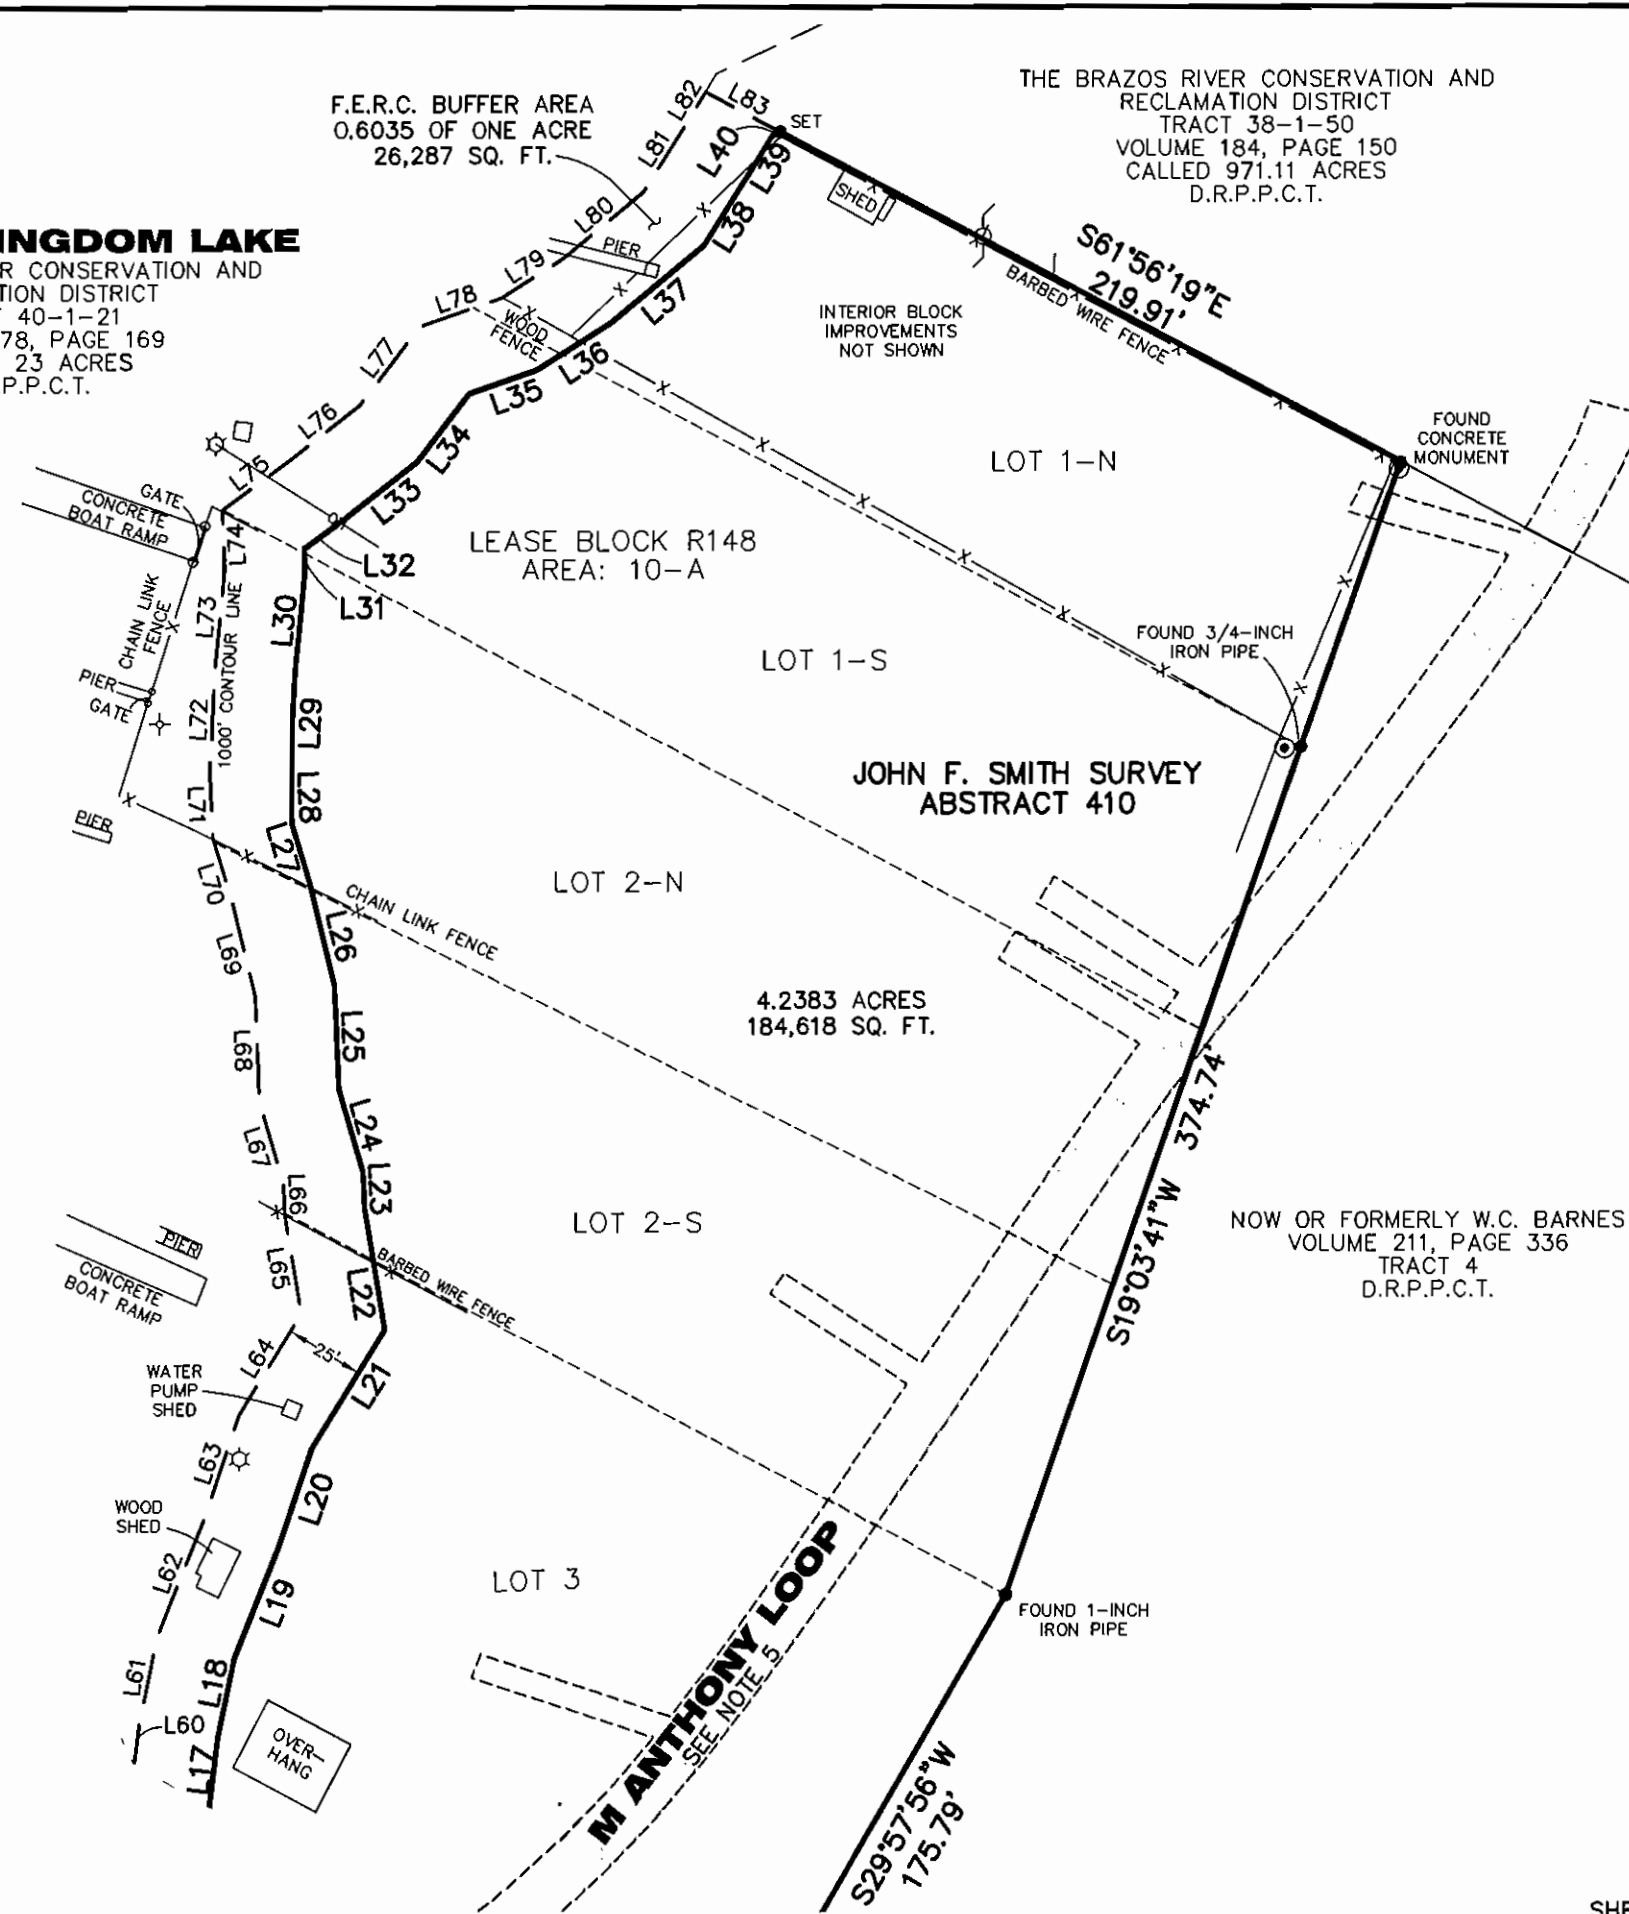 THE BRAZOS RIVER CONSERVATION AND
RECLAMATION DISTRICT
TRACT 38-1-50
VOLUME 184, PAGE 150
CALLED 971.11 ACRES
D.R.P.P.C.T.
F.E.R.C. BUFFER AREA
0.6035 OF ONE ACRE
26,287 SQ. FT.
L82
L83
SET
L81
L40
L39
SHED
L80
L38
PIER
S61°56'19"E
219.91'
BARBED WIRE FENCE
INGDOM LAKE
R CONSERVATION AND
TION DISTRICT
40-1-21
78, PAGE 169
23 ACRES
P.P.C.T.
L79
L78
L37
WOOD
FENCE
INTERIOR BLOCK
IMPROVEMENTS
NOT SHOWN
L77
L36
L35
L76
L34
FOUND
CONCRETE
MONUMENT
LOT 1-N
L75
GATE
CONCRETE
BOAT RAMP
L33
L74
LEASE BLOCK R148
AREA: 10-A
L32
L31
L30
L73
CHAIN LINK
FENCE
1000' CONTOUR LINE
FOUND 3/4-INCH
IRON PIPE
LOT 1-S
PIER
GATE
L72
L29
JOHN F. SMITH SURVEY
ABSTRACT 410
L71
L28
PIER
L27
L70
LOT 2-N
CHAIN LINK FENCE
L26
L69
4.2383 ACRES
184,618 SQ. FT.
L25
L68
L24
L67
S19°03'41"W 374.74'
L66
L23
LOT 2-S
NOW OR FORMERLY W.C. BARNES
VOLUME 211, PAGE 336
TRACT 4
D.R.P.P.C.T.
PIER
CONCRETE
BOAT RAMP
L65
BARBED WIRE FENCE
L22
L64
25'
WATER
PUMP
SHED
L21
L63
L20
WOOD
SHED
L62
L19
LOT 3
FOUND 1-INCH
IRON PIPE
L61
L18
M ANTHONY LOOP
SEE NOTE 5
L60
OVER-
HANG
L17
S29°57'56"W
175.79'